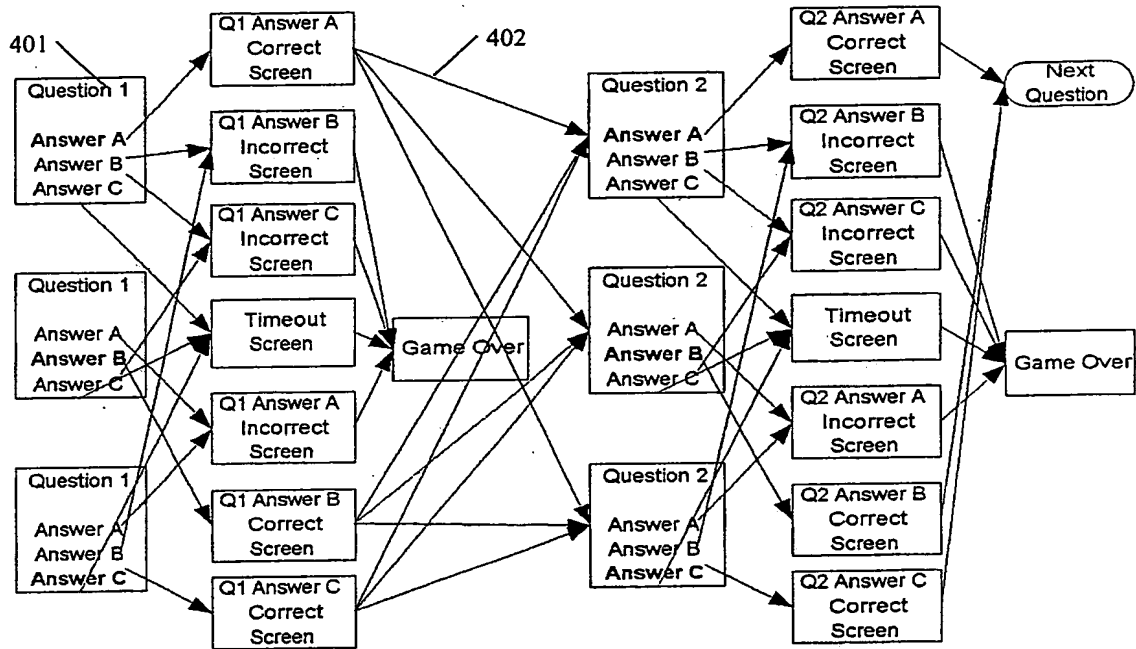 401
Question 1
Answer A
Answer B
Answer C
Question 1
Answer A
Answer B
Answer C
Question 1
Answer A
Answer B
Answer C
Q1 Answer A
Correct
Screen
Q1 Answer B
Incorrect
Screen
Q1 Answer C
Incorrect
Screen
Timeout
Screen
Q1 Answer A
Incorrect
Screen
Q1 Answer B
Correct
Screen
Q1 Answer C
Correct
Screen
Game Over
402
Question 2
Answer A
Answer B
Answer C
Question 2
Answer A
Answer B
Answer C
Question 2
Answer A
Answer B
Answer C
Q2 Answer A
Correct
Screen
Q2 Answer B
Incorrect
Screen
Q2 Answer C
Incorrect
Screen
Timeout
Screen
Q2 Answer A
Incorrect
Screen
Q2 Answer B
Correct
Screen
Q2 Answer C
Correct
Screen
Next
Question
Game Over